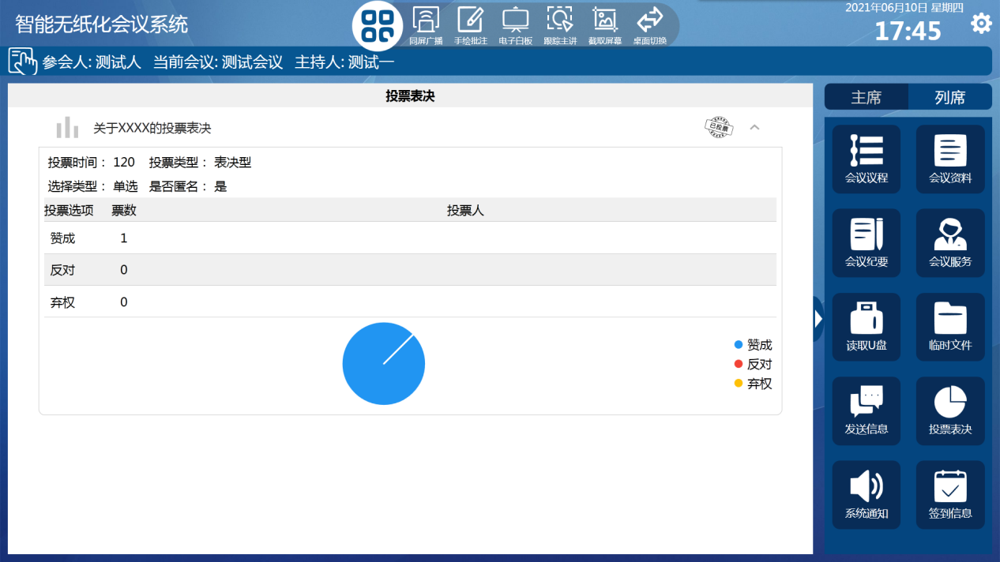 智能无纸化会议系统
同屏广播 手绘批注 电子白板 跟踪主讲 截取屏幕 桌面切换
2021年06月10日 星期四
17:45
参会人: 测试人 当前会议: 测试会议 主持人: 测试一
投票表决
主席 列席
关于XXXX的投票表决
已投票
投票时间： 120 投票类型： 表决型
选择类型： 单选 是否匿名： 是
投票选项 票数 投票人
赞成 1
反对 0
弃权 0
赞成
反对
弃权
会议议程 会议资料
会议纪要 会议服务
读取U盘 临时文件
发送信息 投票表决
系统通知 签到信息